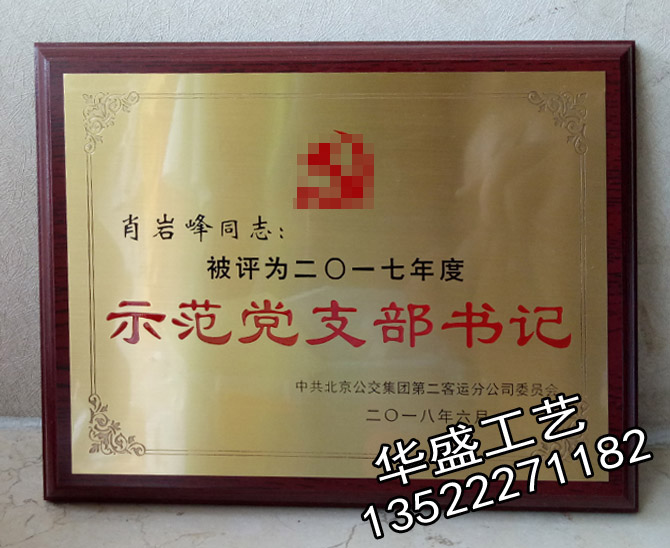 肖岩峰同志：
被评为二〇一七年度
示范党支部书记
中共北京公交集团第二客运分公司委员会
二〇一八年六月
华盛工艺
13522271182